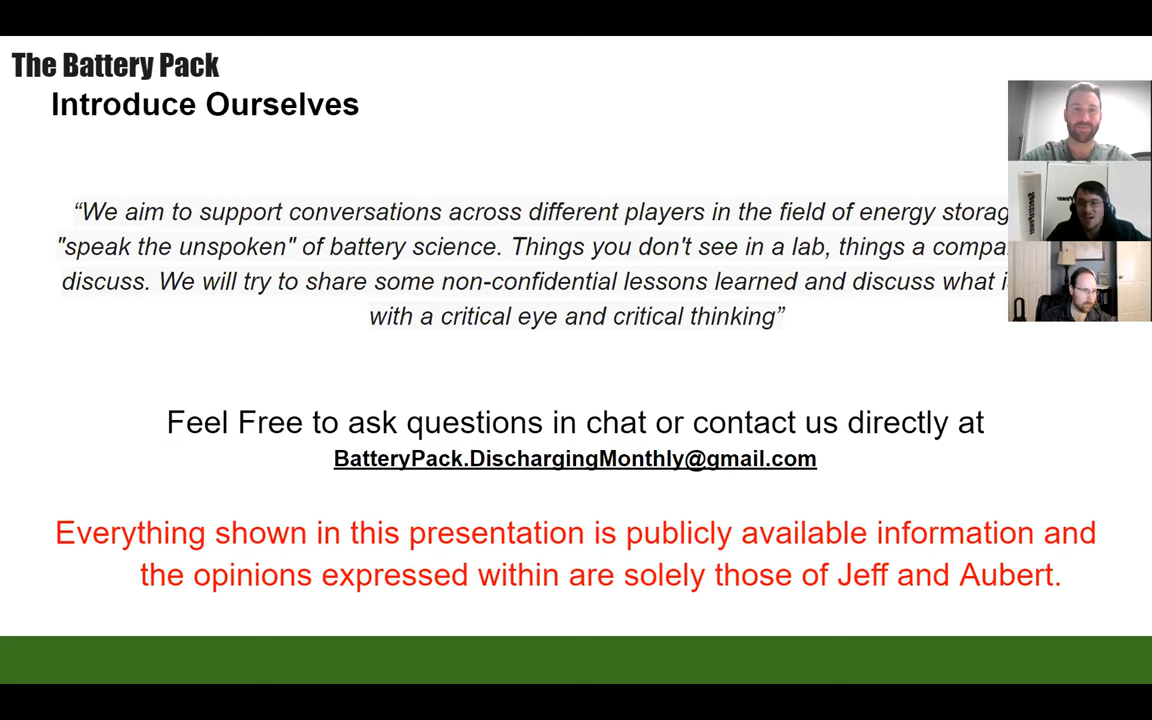 The Battery Pack
Introduce Ourselves
“We aim to support conversations across different players in the field of energy
"speak the unspoken" of battery science. Things you don't see in a lab, things a
discuss. We will try to share some non-confidential lessons learned and discuss what
with a critical eye and critical thinking”
Feel Free to ask questions in chat or contact us directly at
BatteryPack.DischargingMonthly@gmail.com
Everything shown in this presentation is publicly available information and
the opinions expressed within are solely those of Jeff and Aubert.